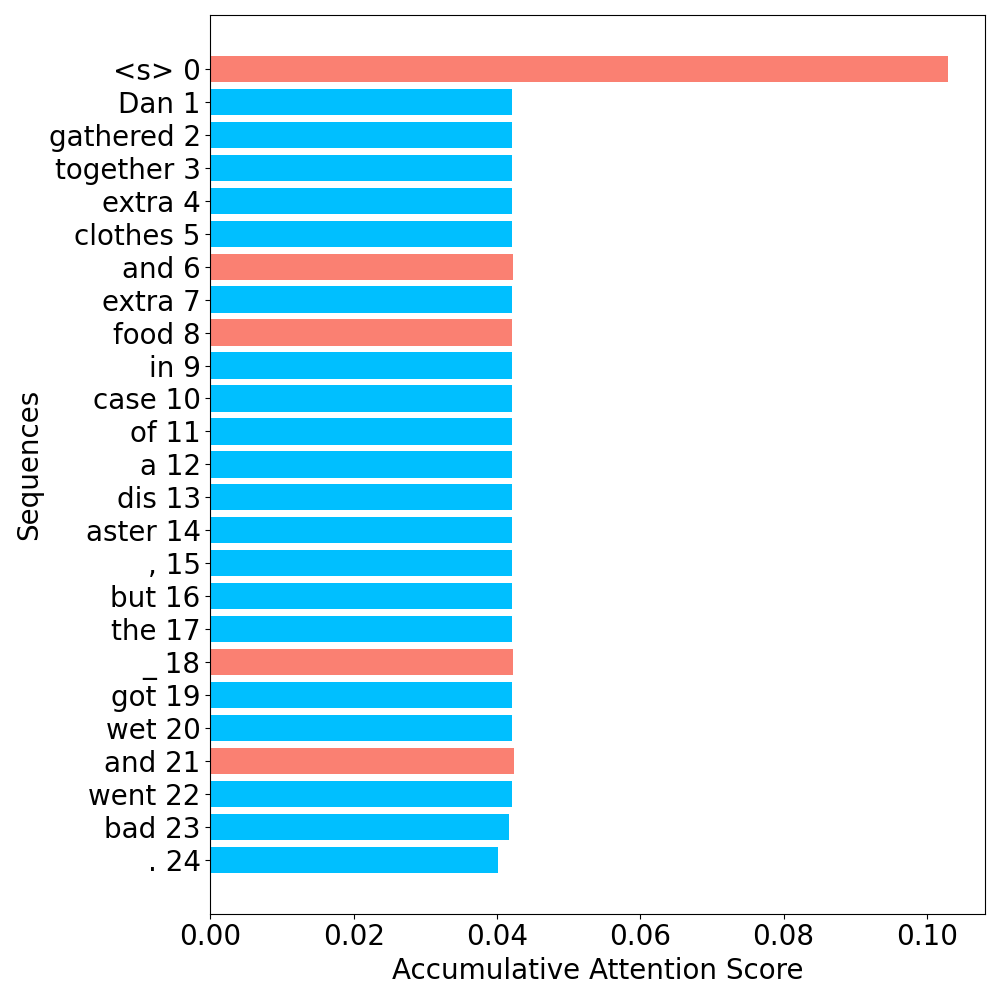 <s> 0
Dan 1
gathered 2
together 3
extra 4
clothes 5
and 6
extra 7
food 8
in 9
case 10
of 11
a 12
dis 13
aster 14
, 15
but 16
the 17
_ 18
got 19
wet 20
and 21
went 22
bad 23
. 24
Sequences
0.00 0.02 0.04 0.06 0.08 0.10
Accumulative Attention Score